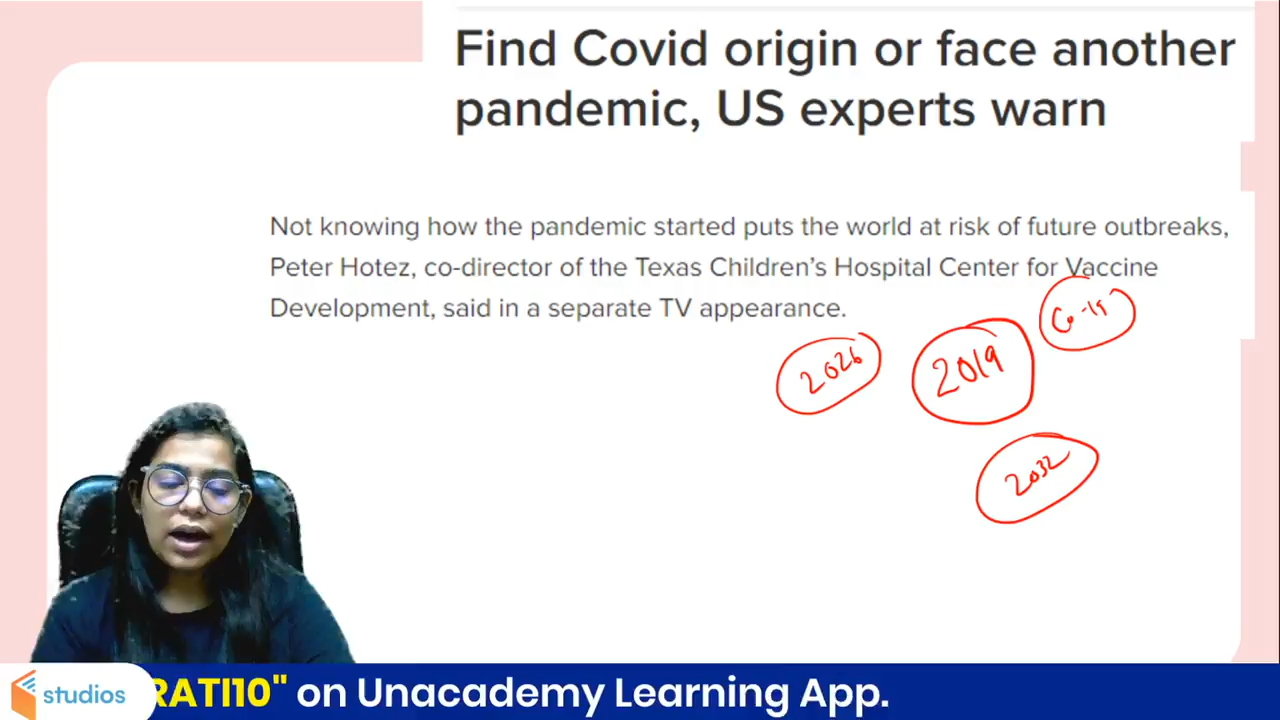 Find Covid origin or face another
pandemic, US experts warn
Not knowing how the pandemic started puts the world at risk of future outbreaks,
Peter Hotez, co-director of the Texas Children's Hospital Center for Vaccine
Development, said in a separate TV appearance.
Co-19
2026
2019
2032
studios
RATI10" on Unacademy Learning App.